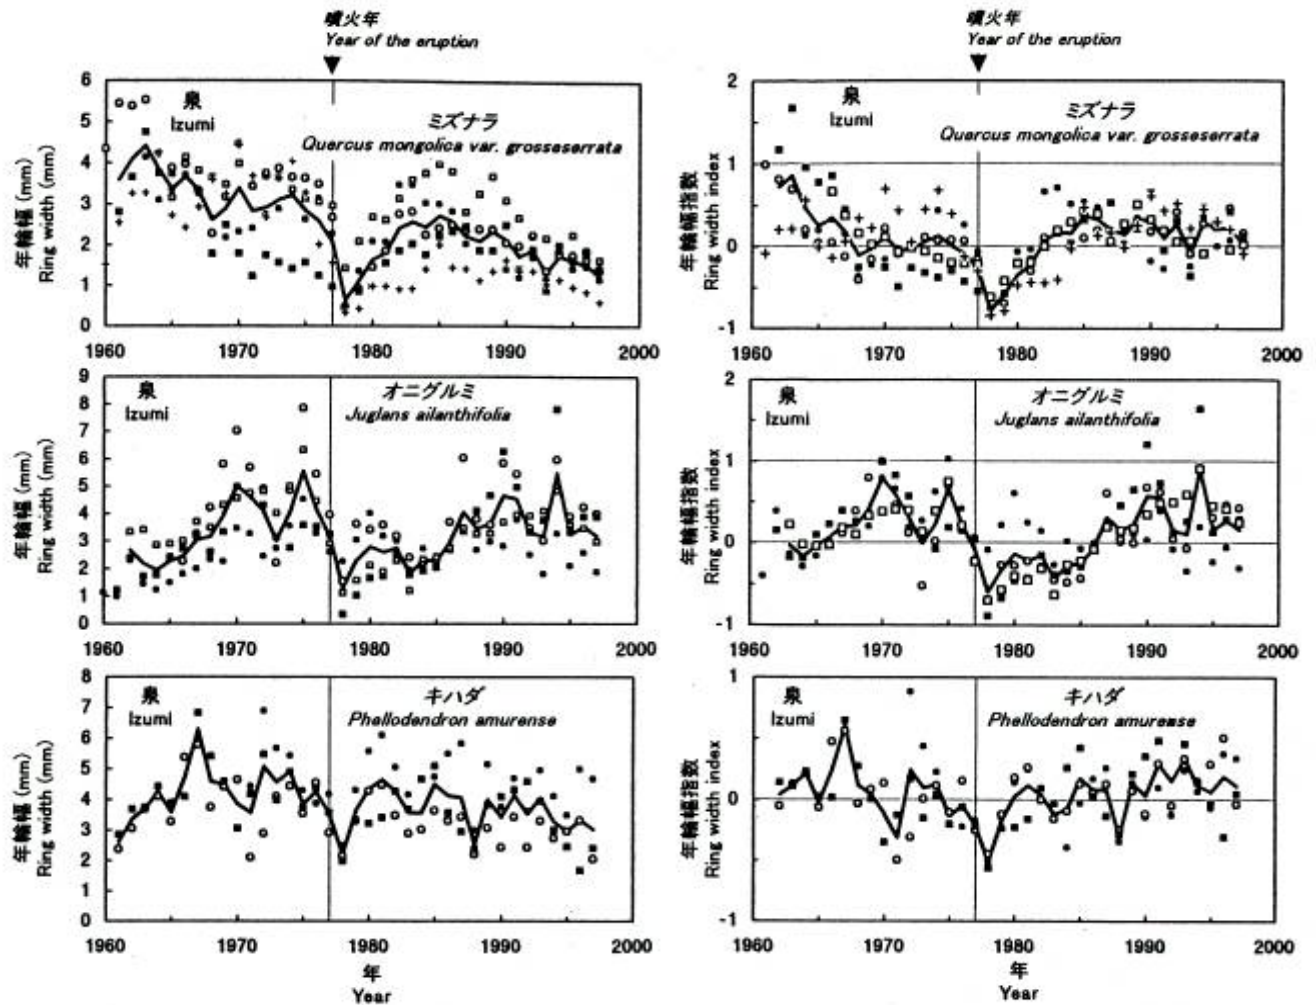 噴火年
Year of the eruption
噴火年
Year of the eruption
年輪幅 (mm)
Ring width (mm)
6
5
4
3
2
1
0
泉
Izumi
ミズナラ
Quercus mongolica var. grosseserrata
1960 1970 1980 1990 2000
年輪幅指数
Ring width index
2
1
0
-1
泉
Izumi
ミズナラ
Quercus mongolica var. grosseserrata
1960 1970 1980 1990 2000
年輪幅 (mm)
Ring width (mm)
9
8
7
6
5
4
3
2
1
0
泉
Izumi
オニグルミ
Juglans ailanthifolia
1960 1970 1980 1990 2000
年輪幅指数
Ring width index
2
1
0
-1
泉
Izumi
オニグルミ
Juglans ailanthifolia
1960 1970 1980 1990 2000
年輪幅 (mm)
Ring width (mm)
8
7
6
5
4
3
2
1
0
泉
Izumi
キハダ
Phellodendron amurense
1960 1970 1980 1990 2000
年
Year
年輪幅指数
Ring width index
1
0
-1
泉
Izumi
キハダ
Phellodendron amurease
1960 1970 1980 1990 2000
年
Year